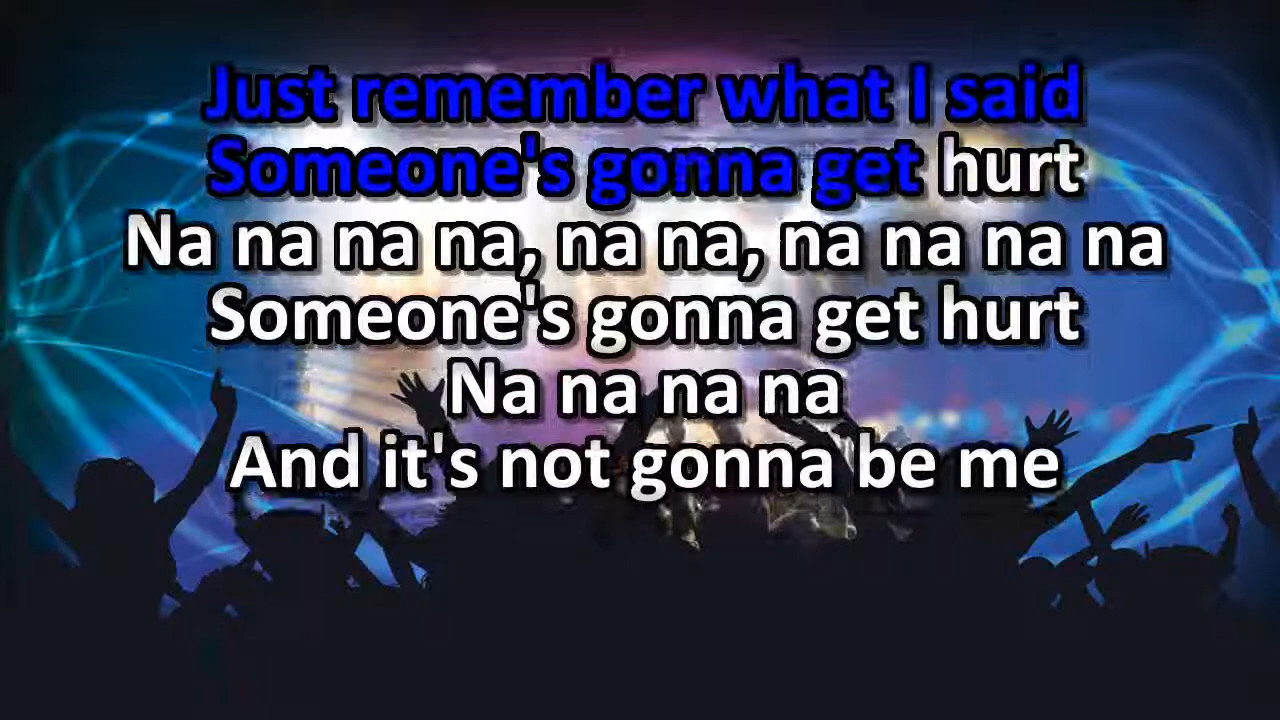 Just remember what I said
Someone's gonna get hurt
Na na na na, na na, na na na na
Someone's gonna get hurt
Na na na na
And it's not gonna be me